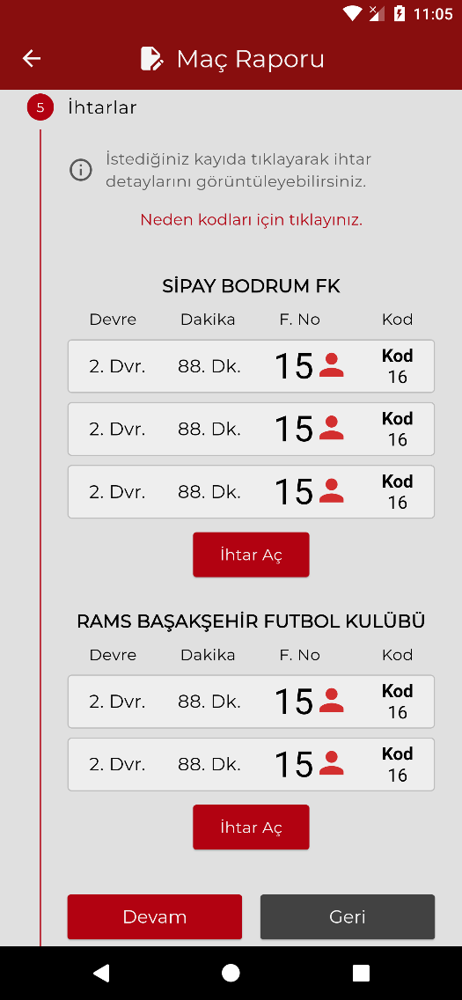 11:05
Maç Raporu
5 İhtarlar
İstediğiniz kayıda tıklayarak ihtar
detaylarını görüntüleyebilirsiniz.
Neden kodları için tıklayınız.
SİPAY BODRUM FK
Devre Dakika F. No Kod
2. Dvr. 88. Dk. 15 Kod
16
2. Dvr. 88. Dk. 15 Kod
16
2. Dvr. 88. Dk. 15 Kod
16
İhtar Aç
RAMS BAŞAKŞEHİR FUTBOL KULÜBÜ
Devre Dakika F. No Kod
2. Dvr. 88. Dk. 15 Kod
16
2. Dvr. 88. Dk. 15 Kod
16
İhtar Aç
Devam Geri